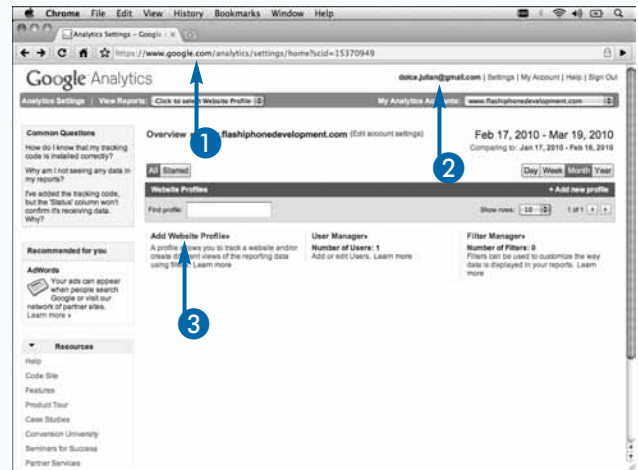 Chrome File Edit View History Bookmarks Window Help
Analytics Settings - Google
https://www.google.com/analytics/settings/home?scid=15370949
Google Analytics
dolce.julian@gmail.com | Settings | My Account | Help | Sign Out
Analytics Settings | View Reports: Click to select Website Profile
My Analytics Accounts: www.flashiphonedevelopment.com
Common Questions
How do I know that my tracking code is installed correctly?
Why am I not seeing any data in my reports?
I've added the tracking code, but the 'Status' column won't confirm it's receiving data. Why?
Overview flashiphonedevelopment.com (Edit account settings)
Feb 17, 2010 - Mar 19, 2010
Comparing to: Jan 17, 2010 - Feb 16, 2010
1
2
All Starred
Day Week Month Year
Website Profiles
+ Add new profile
Find profile:
Show rows: 10 1 of 1
Recommended for you
AdWords
Your ads can appear when people search Google or visit our network of partner sites.
Learn more »
Add Website Profile»
A profile allows you to track a website and/or create different views of the reporting data using filters. Learn more
User Manager»
Number of Users: 1
Add or edit Users. Learn more
Filter Manager»
Number of Filters: 0
Filters can be used to customize the way data is displayed in your reports. Learn more
3
Resources
Help
Code Site
Features
Product Tour
Case Studies
Conversion University
Seminars for Success
Partner Services